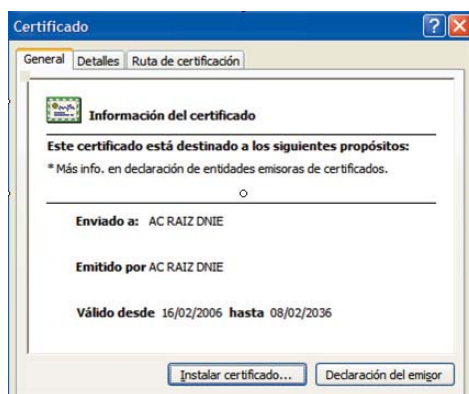 Certificado
General Detalles Ruta de certificación
Información del certificado
Este certificado está destinado a los siguientes propósitos:
* Más info. en declaración de entidades emisoras de certificados.
Enviado a: AC RAIZ DNIE
Emitido por AC RAIZ DNIE
Válido desde 16/02/2006 hasta 08/02/2036
Instalar certificado... Declaración del emisor